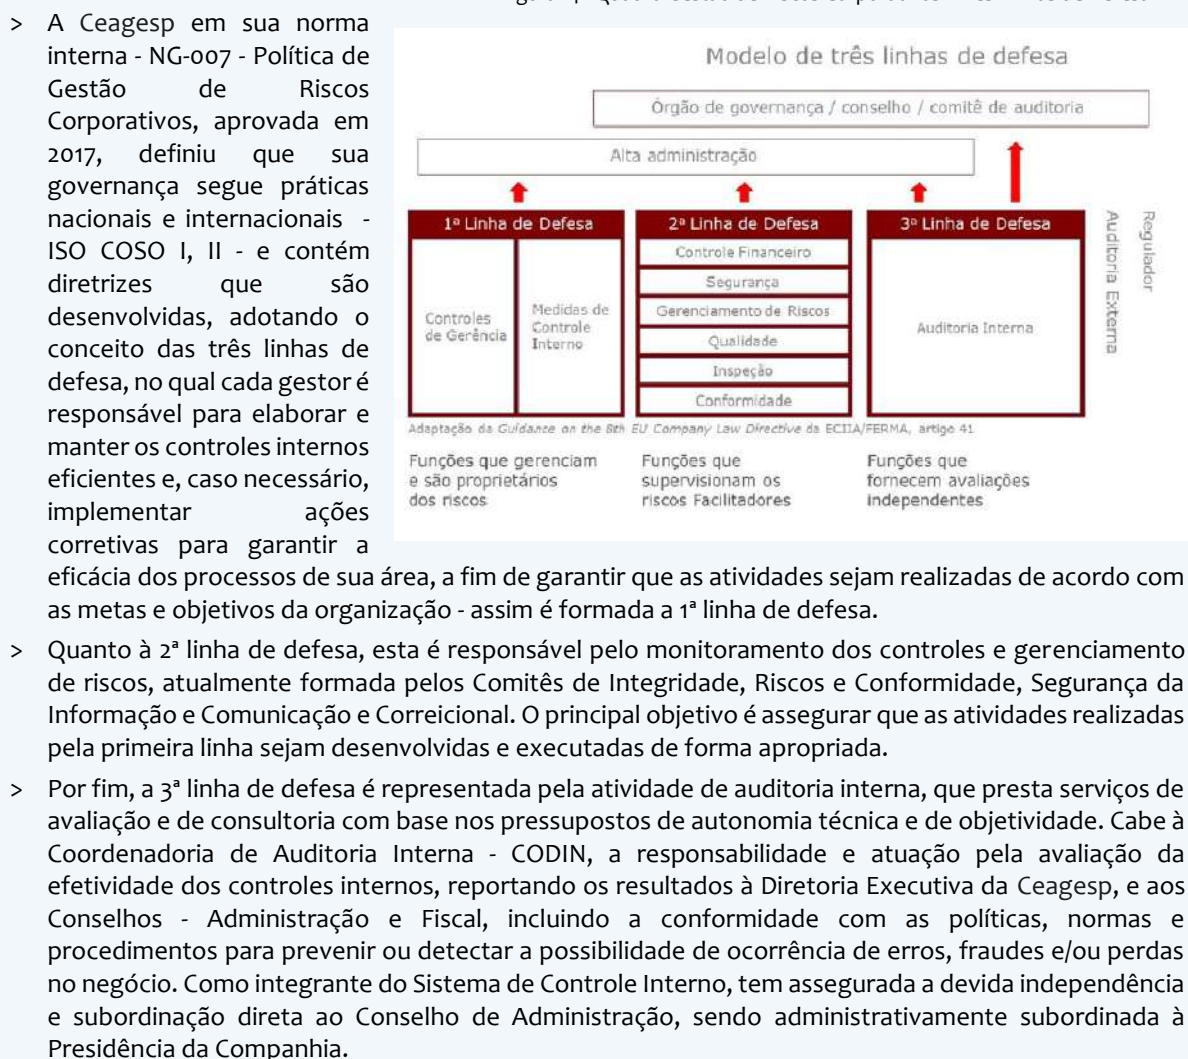 > A Ceagesp em sua norma
interna - NG-007 - Política de
Gestão de Riscos
Corporativos, aprovada em
2017, definiu que sua
governança segue práticas
nacionais e internacionais -
ISO COSO I, II - e contém
diretrizes que são
desenvolvidas, adotando o
conceito das três linhas de
defesa, no qual cada gestor é
responsável para elaborar e
manter os controles internos
eficientes e, caso necessário,
implementar ações
corretivas para garantir a
Modelo de três linhas de defesa
Órgão de governança / conselho / comitê de auditoria
Alta administração
1ª Linha de Defesa
Controles
de Gerência
Medidas de
Controle
Interno
2ª Linha de Defesa
Controle Financeiro
Segurança
Gerenciamento de Riscos
Qualidade
Inspeção
Conformidade
3ª Linha de Defesa
Auditoria Interna
Auditoria Externa
Regulador
Adaptação da Guidance on the 8th EU Company Law Directive da ECIIA/FERMA, artigo 41
Funções que gerenciam
e são proprietários
dos riscos
Funções que
supervisionam os
riscos Facilitadores
Funções que
fornecem avaliações
independentes
eficácia dos processos de sua área, a fim de garantir que as atividades sejam realizadas de acordo com
as metas e objetivos da organização - assim é formada a 1ª linha de defesa.
> Quanto à 2ª linha de defesa, esta é responsável pelo monitoramento dos controles e gerenciamento
de riscos, atualmente formada pelos Comitês de Integridade, Riscos e Conformidade, Segurança da
Informação e Comunicação e Correicional. O principal objetivo é assegurar que as atividades realizadas
pela primeira linha sejam desenvolvidas e executadas de forma apropriada.
> Por fim, a 3ª linha de defesa é representada pela atividade de auditoria interna, que presta serviços de
avaliação e de consultoria com base nos pressupostos de autonomia técnica e de objetividade. Cabe à
Coordenadoria de Auditoria Interna - CODIN, a responsabilidade e atuação pela avaliação da
efetividade dos controles internos, reportando os resultados à Diretoria Executiva da Ceagesp, e aos
Conselhos - Administração e Fiscal, incluindo a conformidade com as políticas, normas e
procedimentos para prevenir ou detectar a possibilidade de ocorrência de erros, fraudes e/ou perdas
no negócio. Como integrante do Sistema de Controle Interno, tem assegurada a devida independência
e subordinação direta ao Conselho de Administração, sendo administrativamente subordinada à
Presidência da Companhia.